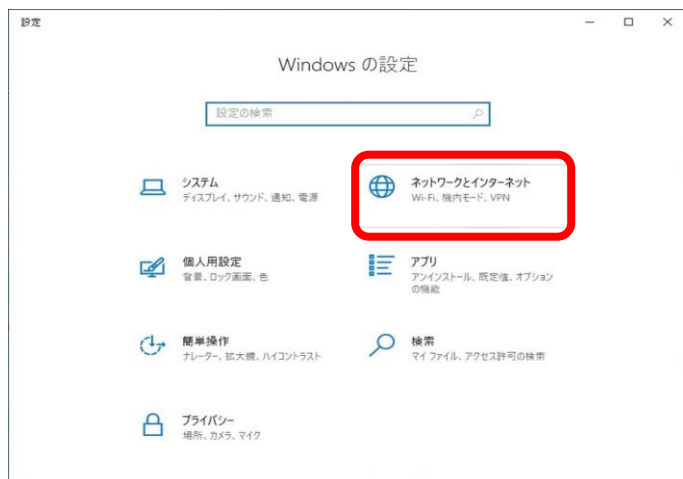 設定
Windows の設定
設定の検索
システム
ディスプレイ、サウンド、通知、電源
ネットワークとインターネット
Wi-Fi、機内モード、VPN
個人用設定
背景、ロック画面、色
アプリ
アンインストール、既定値、オプション
の機能
簡単操作
ナレーター、拡大鏡、ハイコントラスト
検索
マイ ファイル、アクセス許可の検索
プライバシー
場所、カメラ、マイク